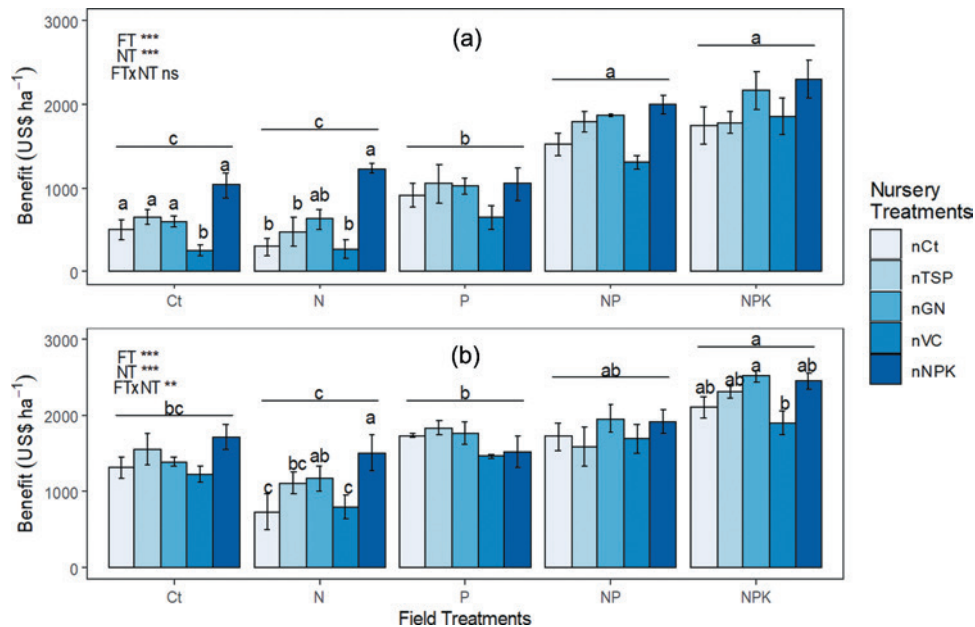 (a)
FT ***
NT ***
FTxNT ns
Benefit (US$ ha⁻¹)
3000
2000
1000
0
c
c
b
a
a
a a a b a
b b ab b a
Ct N P NP NPK
(b)
FT ***
NT ***
FTxNT **
Benefit (US$ ha⁻¹)
3000
2000
1000
0
bc
c
b
ab
a
c bc ab c a
ab ab a b ab
Ct N P NP NPK
Field Treatments
Nursery
Treatments
nCt
nTSP
nGN
nVC
nNPK